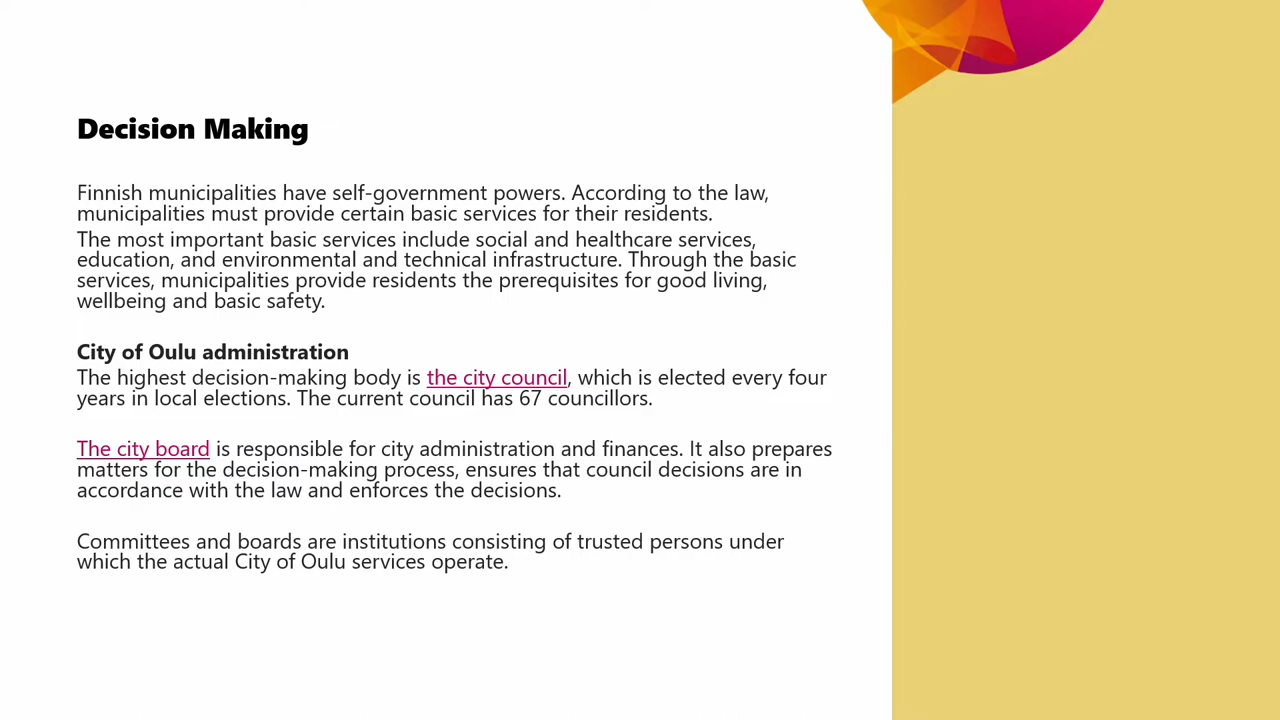 Decision Making
Finnish municipalities have self-government powers. According to the law,
municipalities must provide certain basic services for their residents.
The most important basic services include social and healthcare services,
education, and environmental and technical infrastructure. Through the basic
services, municipalities provide residents the prerequisites for good living,
wellbeing and basic safety.
City of Oulu administration
The highest decision-making body is the city council, which is elected every four
years in local elections. The current council has 67 councillors.
The city board is responsible for city administration and finances. It also prepares
matters for the decision-making process, ensures that council decisions are in
accordance with the law and enforces the decisions.
Committees and boards are institutions consisting of trusted persons under
which the actual City of Oulu services operate.